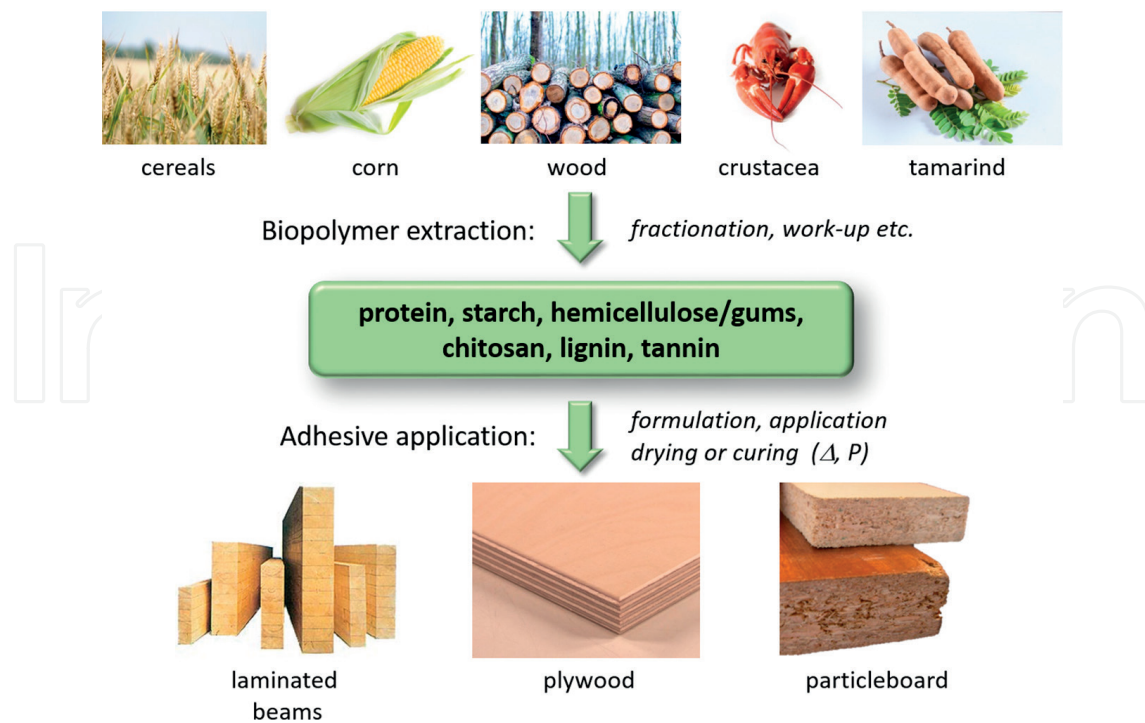 cereals
corn
wood
crustacea
tamarind
Biopolymer extraction:
fractionation, work-up etc.
protein, starch, hemicellulose/gums,
chitosan, lignin, tannin
Adhesive application:
formulation, application
drying or curing (Δ, P)
laminated
beams
plywood
particleboard